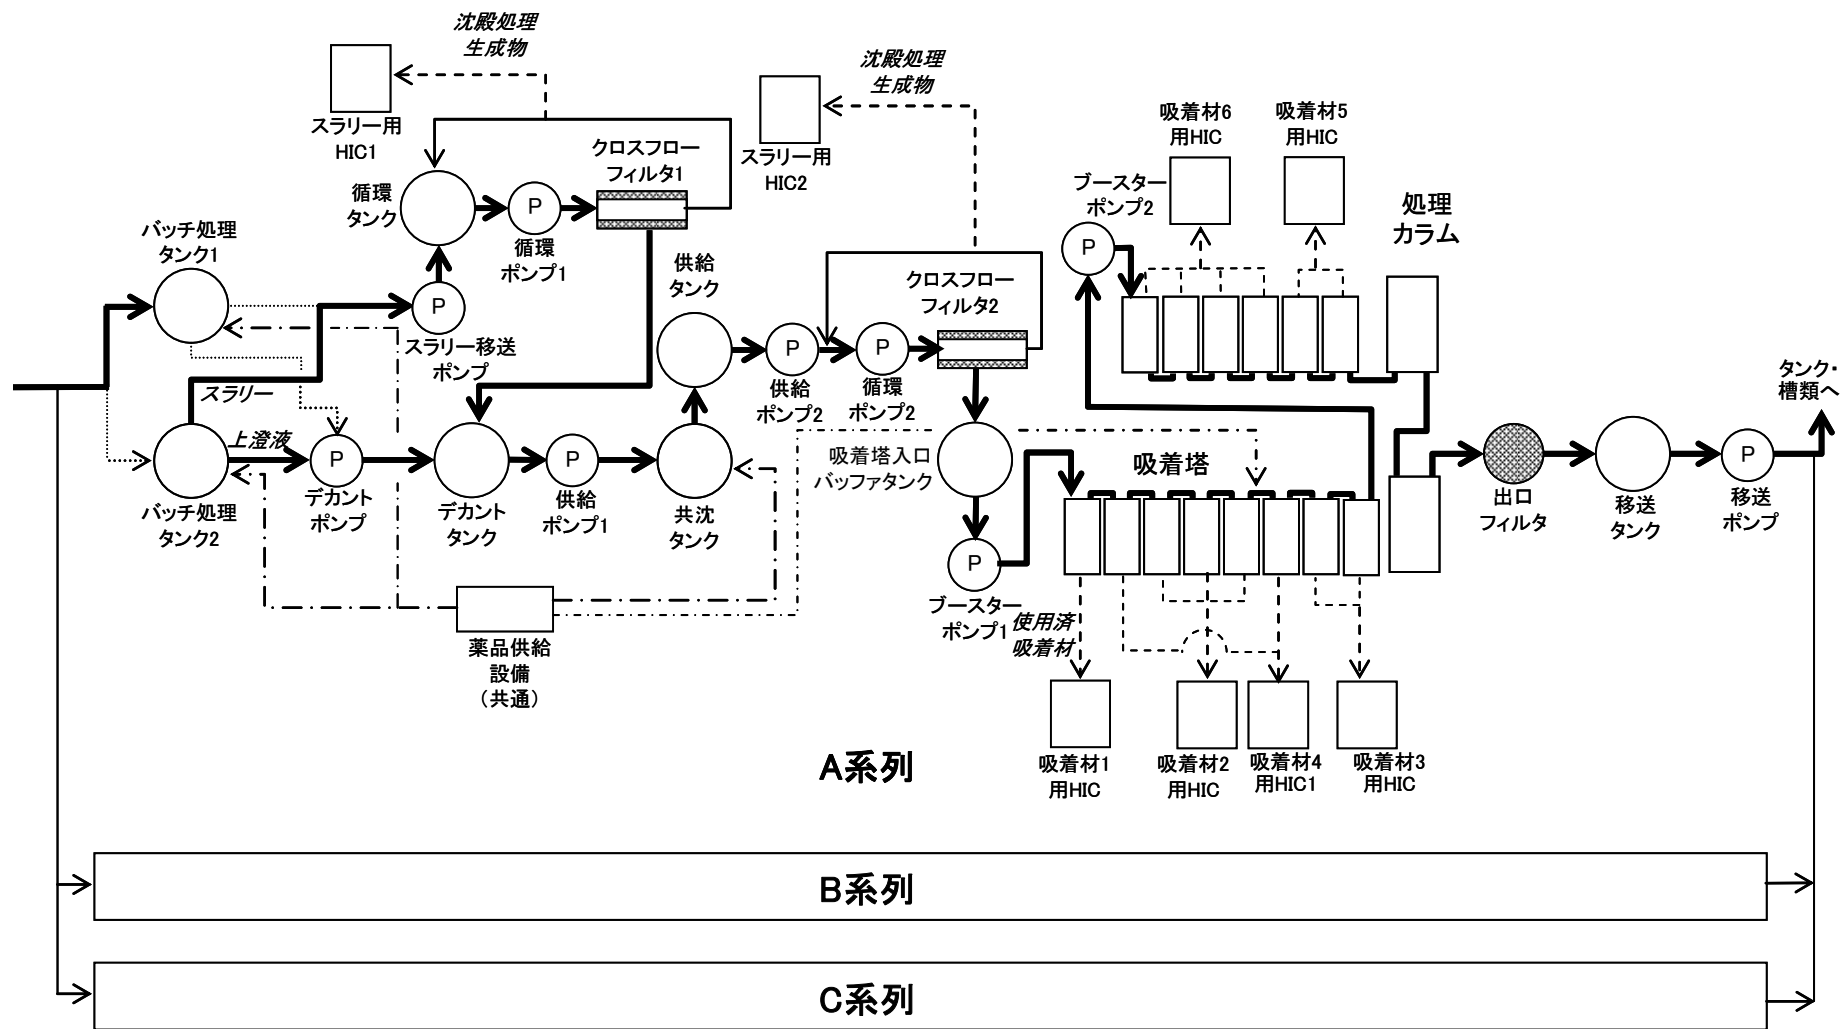 沈殿処理
生成物
スラリー用
HIC1
沈殿処理
生成物
スラリー用
HIC2
クロスフロー
フィルタ1
循環
タンク
P
循環
ポンプ1
バッチ処理
タンク1
P
スラリー移送
ポンプ
スラリー
上澄液
バッチ処理
タンク2
P
デカント
ポンプ
デカント
タンク
P
供給
ポンプ1
共沈
タンク
供給
タンク
P
供給
ポンプ2
P
循環
ポンプ2
クロスフロー
フィルタ2
吸着塔入口
バッファタンク
P
ブースター
ポンプ1
薬品供給
設備
(共通)
ブースター
ポンプ2
P
吸着材6
用HIC
吸着材5
用HIC
処理
カラム
吸着塔
使用済
吸着材
吸着材1
用HIC
吸着材2
用HIC
吸着材4
用HIC1
吸着材3
用HIC
出口
フィルタ
移送
タンク
P
移送
ポンプ
タンク・
槽類へ
A系列
B系列
C系列